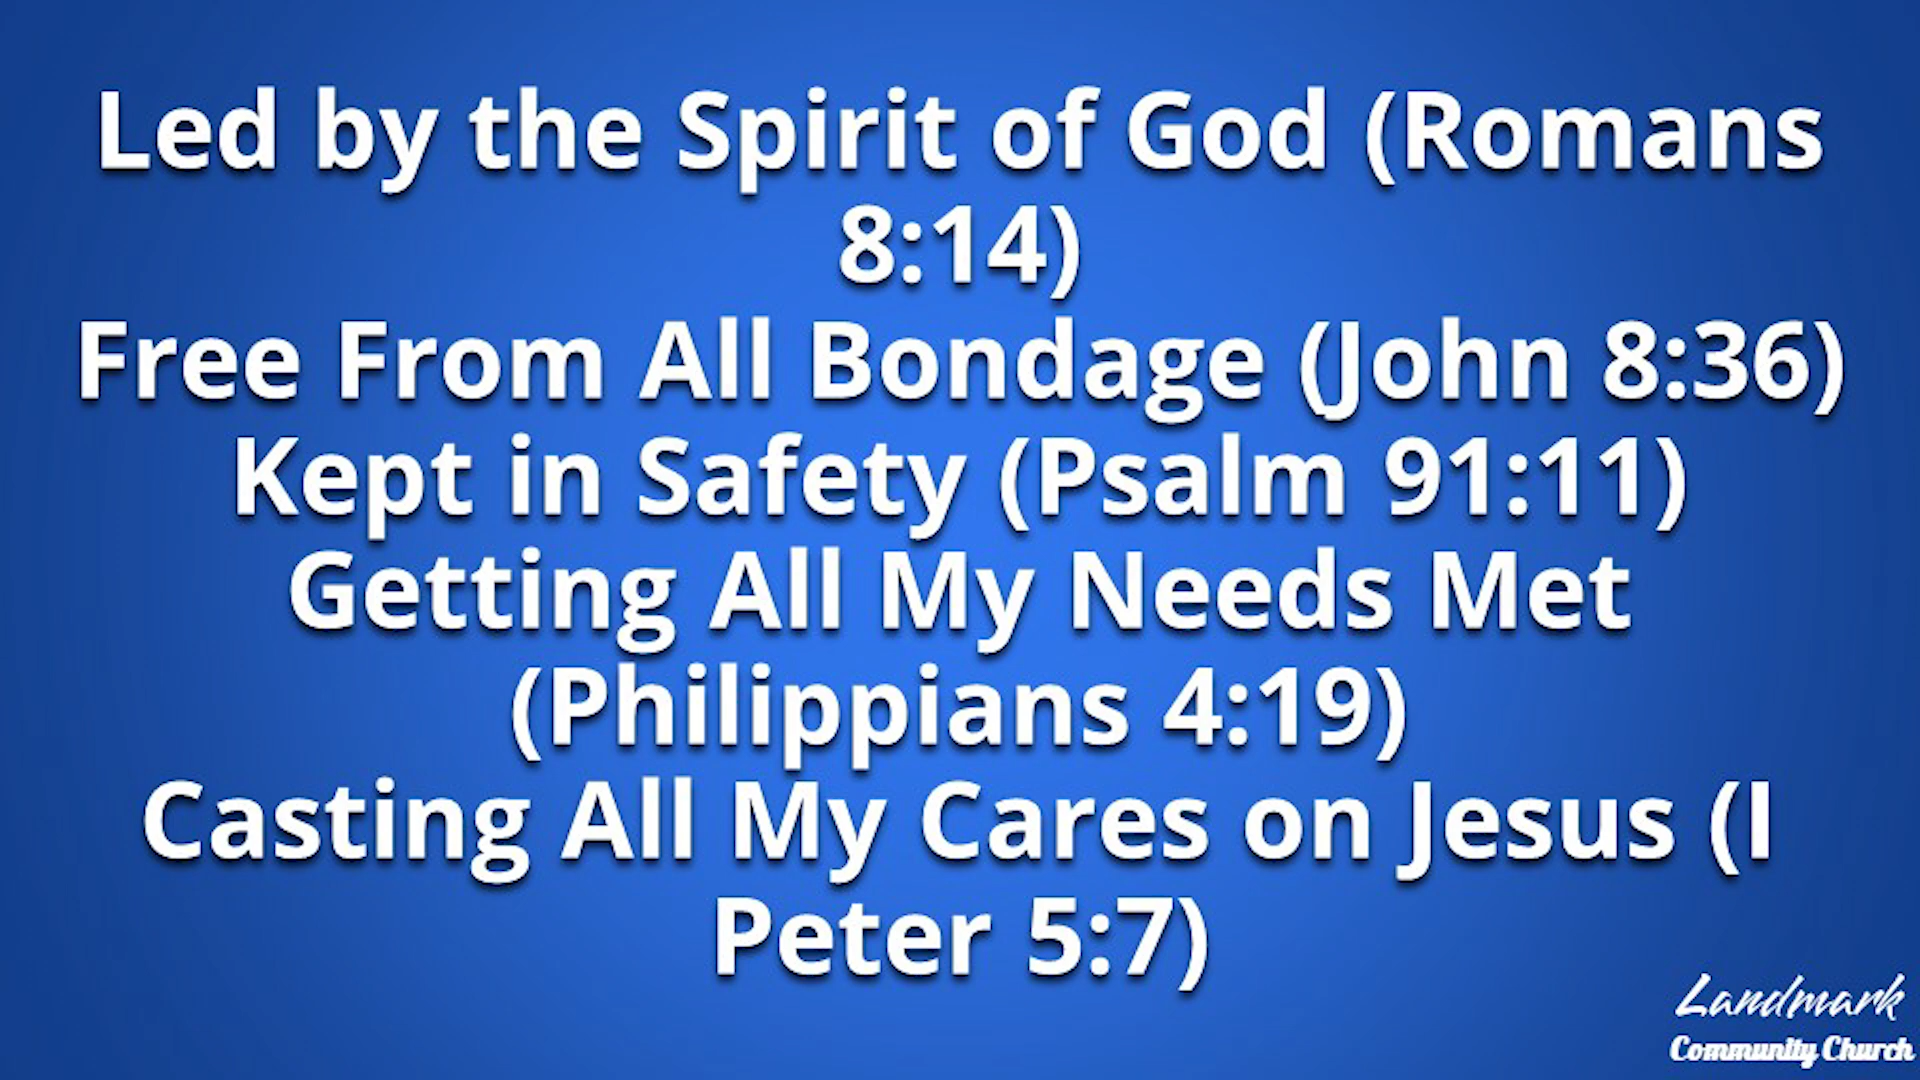 Led by the Spirit of God (Romans
8:14)
Free From All Bondage (John 8:36)
Kept in Safety (Psalm 91:11)
Getting All My Needs Met
(Philippians 4:19)
Casting All My Cares on Jesus (I
Peter 5:7)
Landmark
Community Church